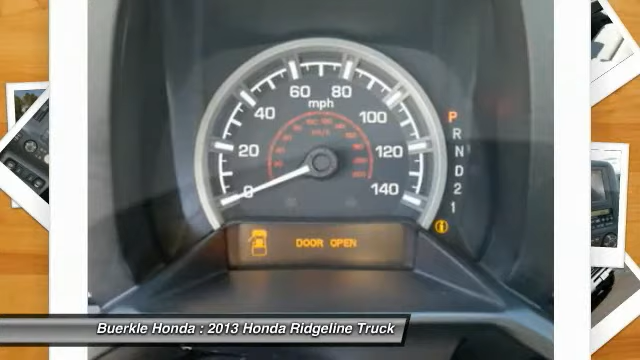 60 80
mph
40 100
20 120
0 140
P
R
N
D
2
1
DOOR OPEN
Buerkle Honda : 2013 Honda Ridgeline Truck